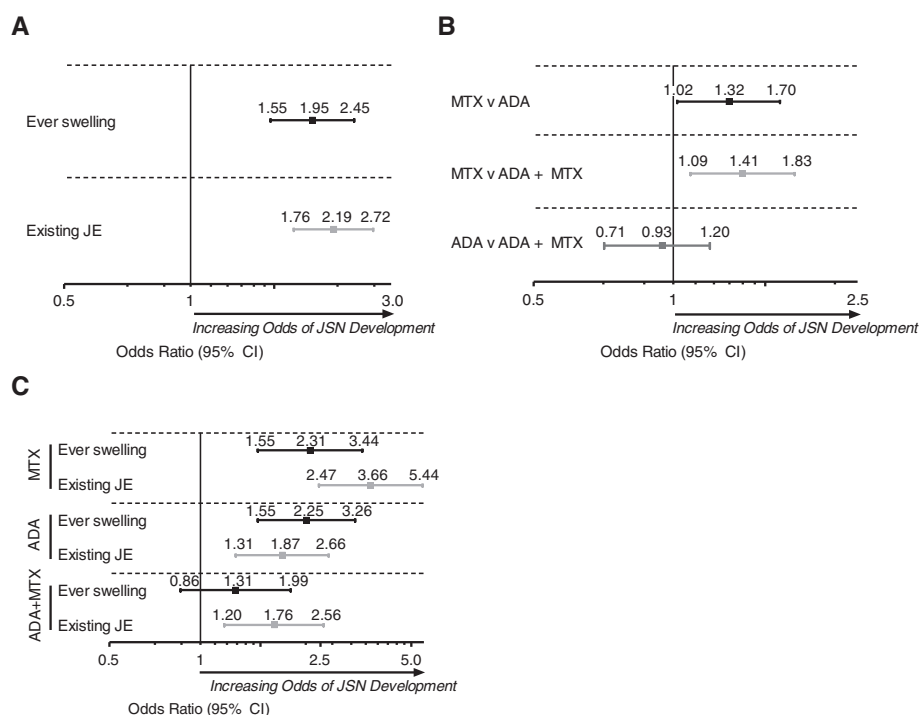 A
Ever swelling
1.55 1.95 2.45
Existing JE
1.76 2.19 2.72
0.5 1 3.0
Increasing Odds of JSN Development
Odds Ratio (95% CI)
B
MTX v ADA
1.02 1.32 1.70
MTX v ADA + MTX
1.09 1.41 1.83
ADA v ADA + MTX
0.71 0.93 1.20
0.5 1 2.5
Increasing Odds of JSN Development
Odds Ratio (95% CI)
C
MTX
Ever swelling
1.55 2.31 3.44
Existing JE
2.47 3.66 5.44
ADA
Ever swelling
1.55 2.25 3.26
Existing JE
1.31 1.87 2.66
ADA+MTX
Ever swelling
0.86 1.31 1.99
Existing JE
1.20 1.76 2.56
0.5 1 2.5 5.0
Increasing Odds of JSN Development
Odds Ratio (95% CI)